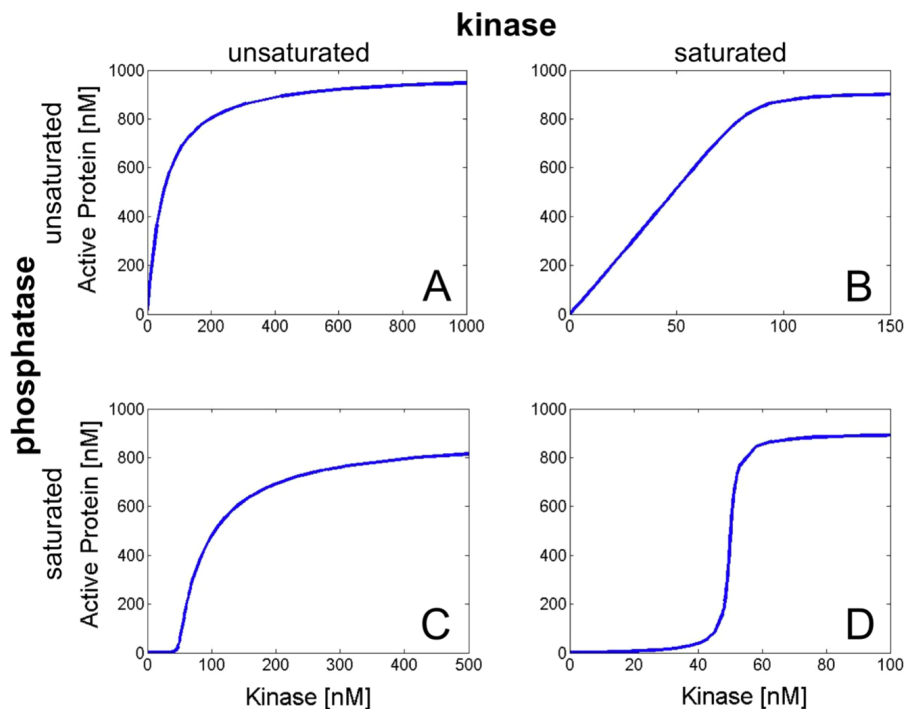 kinase
unsaturated
saturated
phosphatase
unsaturated
saturated
Active Protein [nM]
1000
800
600
400
200
0
0 200 400 600 800 1000
A
1000
800
600
400
200
0
0 50 100 150
B
Active Protein [nM]
1000
800
600
400
200
0
0 100 200 300 400 500
Kinase [nM]
C
1000
800
600
400
200
0
0 20 40 60 80 100
Kinase [nM]
D